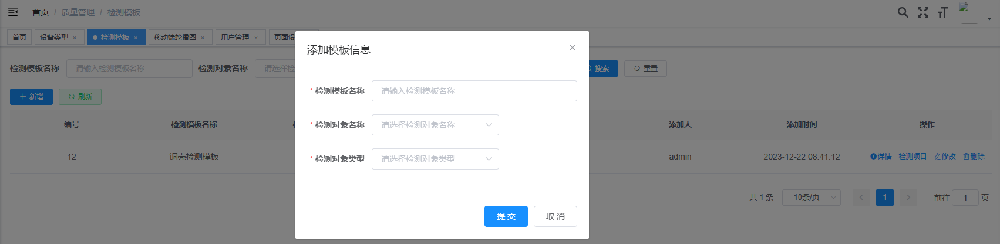 首页 / 质量管理 / 检测模板
首页 设备类型 × 检测模板 × 移动端轮播图 × 用户管理 × 页面设
添加模板信息
检测模板名称 请输入检测模板名称 检测对象名称 请选择检 搜索 重置
* 检测模板名称 请输入检测模板名称
+ 新增 刷新
* 检测对象名称 请选择检测对象名称
编号 检测模板名称 添加人 添加时间 操作
* 检测对象类型 请选择检测对象类型
12 铜壳检测模板 admin 2023-12-22 08:41:12 详情 检测项目 修改 删除
共 1 条 10条/页 1 前往 1 页
提 交 取 消